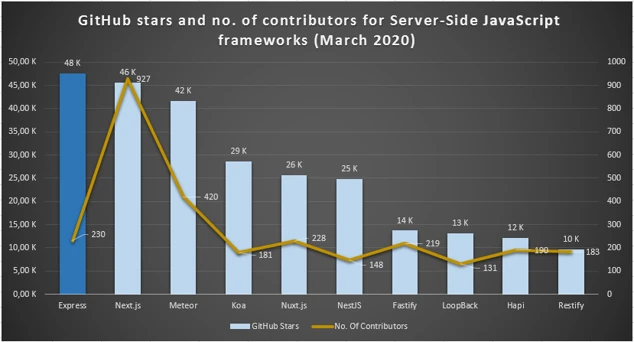 GitHub stars and no. of contributors for Server-Side JavaScript
frameworks (March 2020)
50,00 K
45,00 K
40,00 K
35,00 K
30,00 K
25,00 K
20,00 K
15,00 K
10,00 K
5,00 K
0,00 K
48 K
46 K
42 K
29 K
26 K
25 K
14 K
13 K
12 K
10 K
230
927
420
181
228
148
219
131
190
183
1000
900
800
700
600
500
400
300
200
100
0
Express Next.js Meteor Koa Nuxt.js NestJS Fastify LoopBack Hapi Restify
GitHub Stars No. Of Contributors